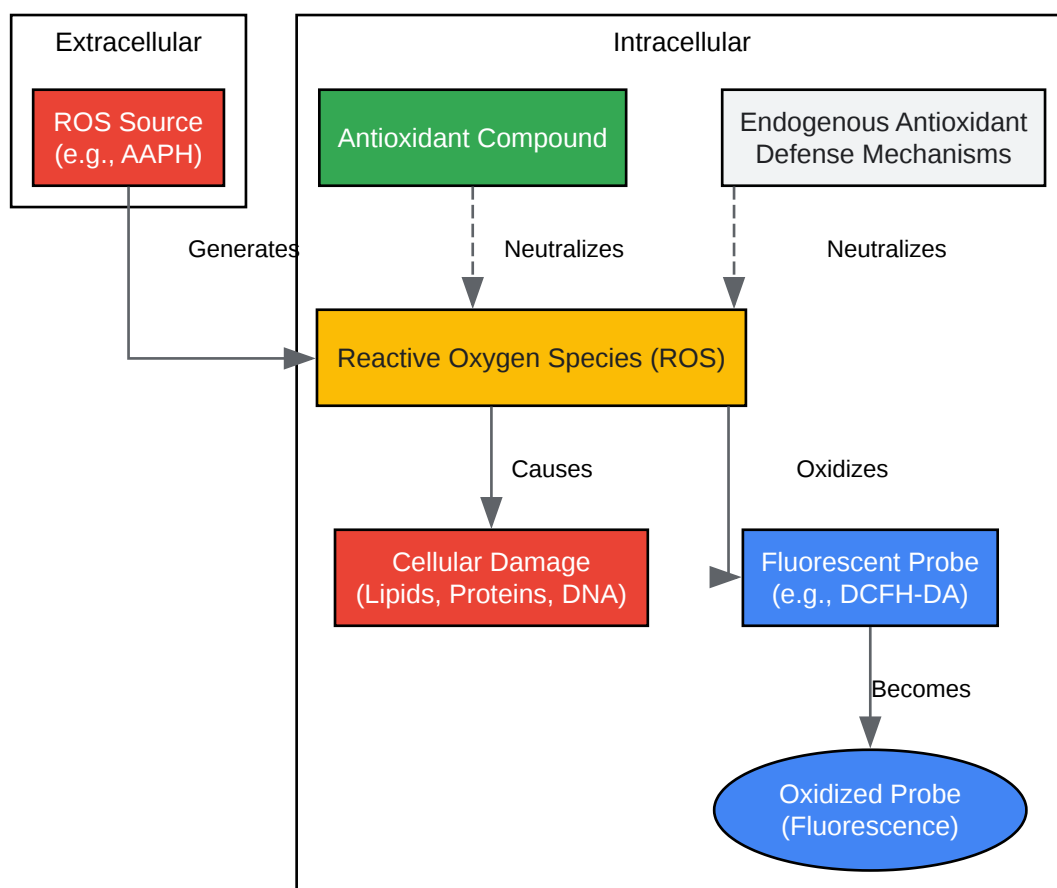 Extracellular
Intracellular
ROS Source
(e.g., AAPH)
Antioxidant Compound
Endogenous Antioxidant
Defense Mechanisms
Generates
Neutralizes
Neutralizes
Reactive Oxygen Species (ROS)
Causes
Oxidizes
Cellular Damage
(Lipids, Proteins, DNA)
Fluorescent Probe
(e.g., DCFH-DA)
Becomes
Oxidized Probe
(Fluorescence)